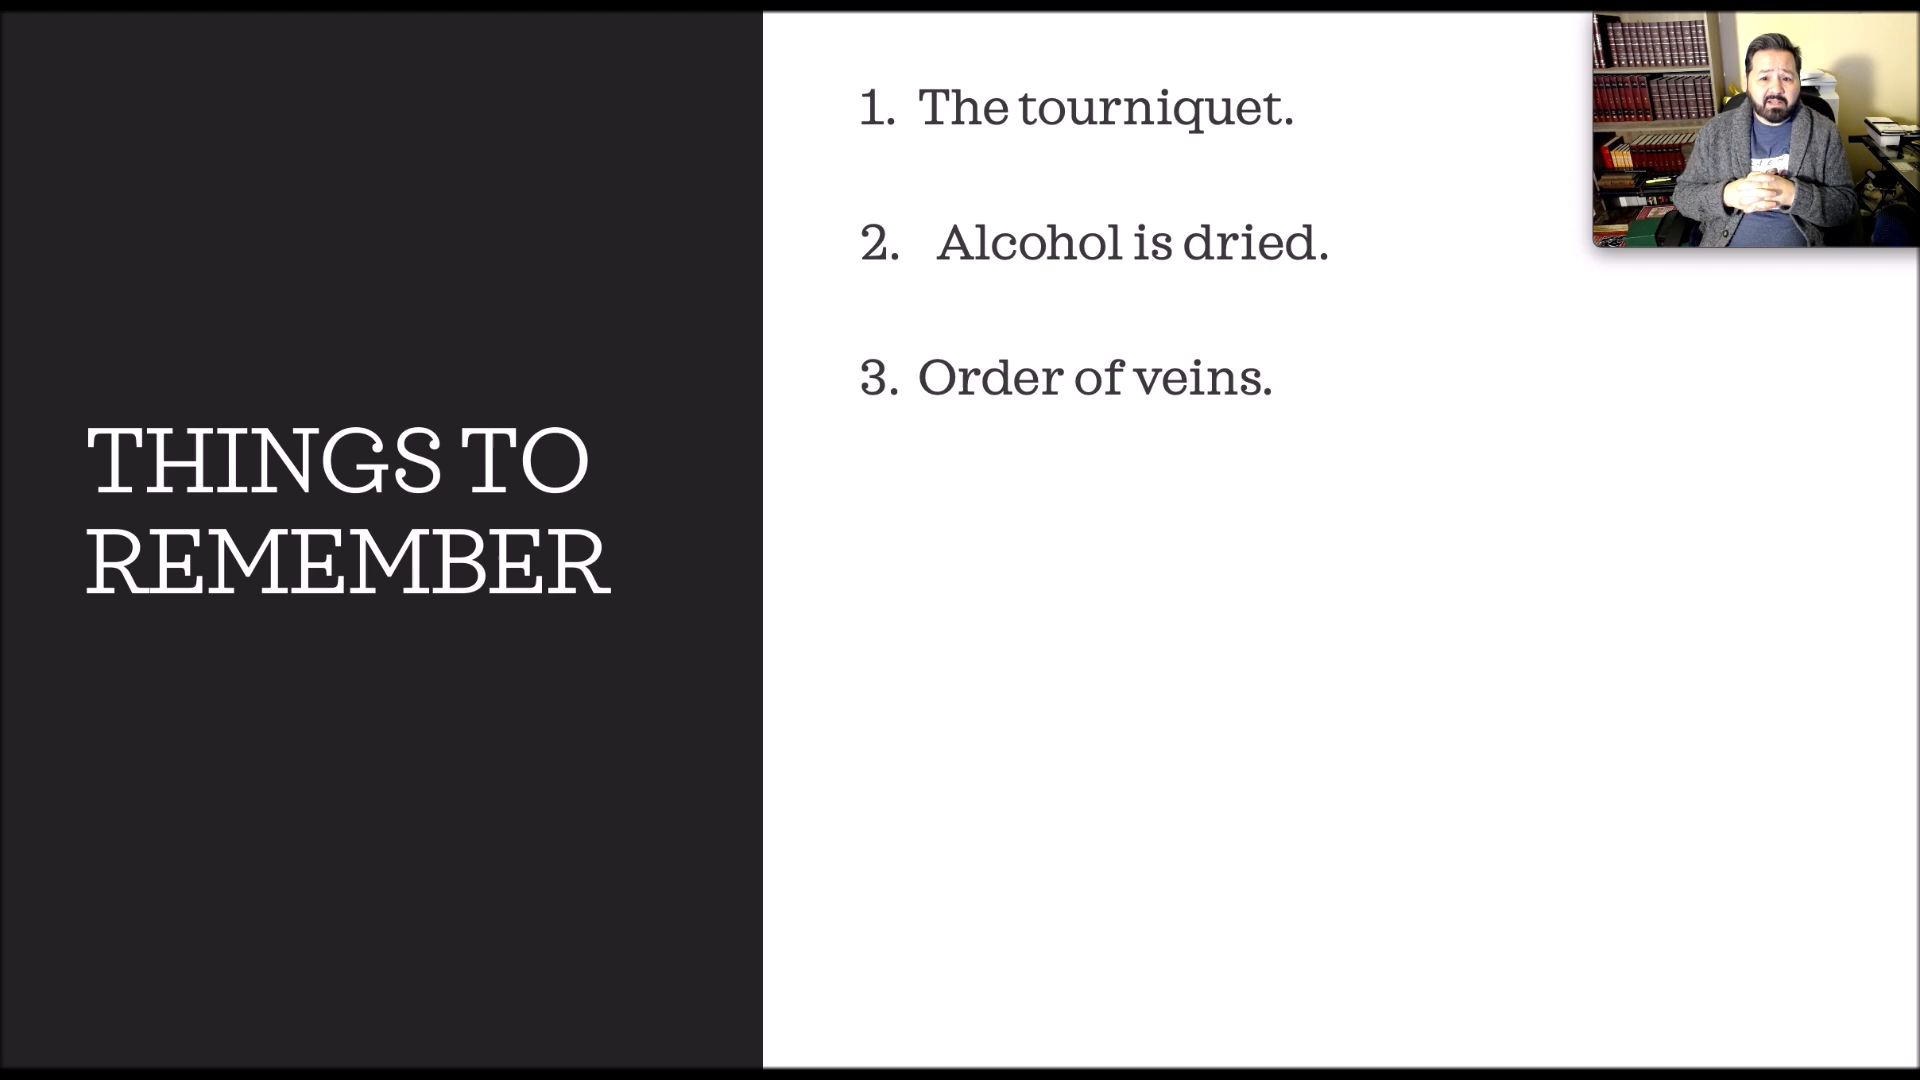 THINGS TO
REMEMBER
1. The tourniquet.
2. Alcohol is dried.
3. Order of veins.